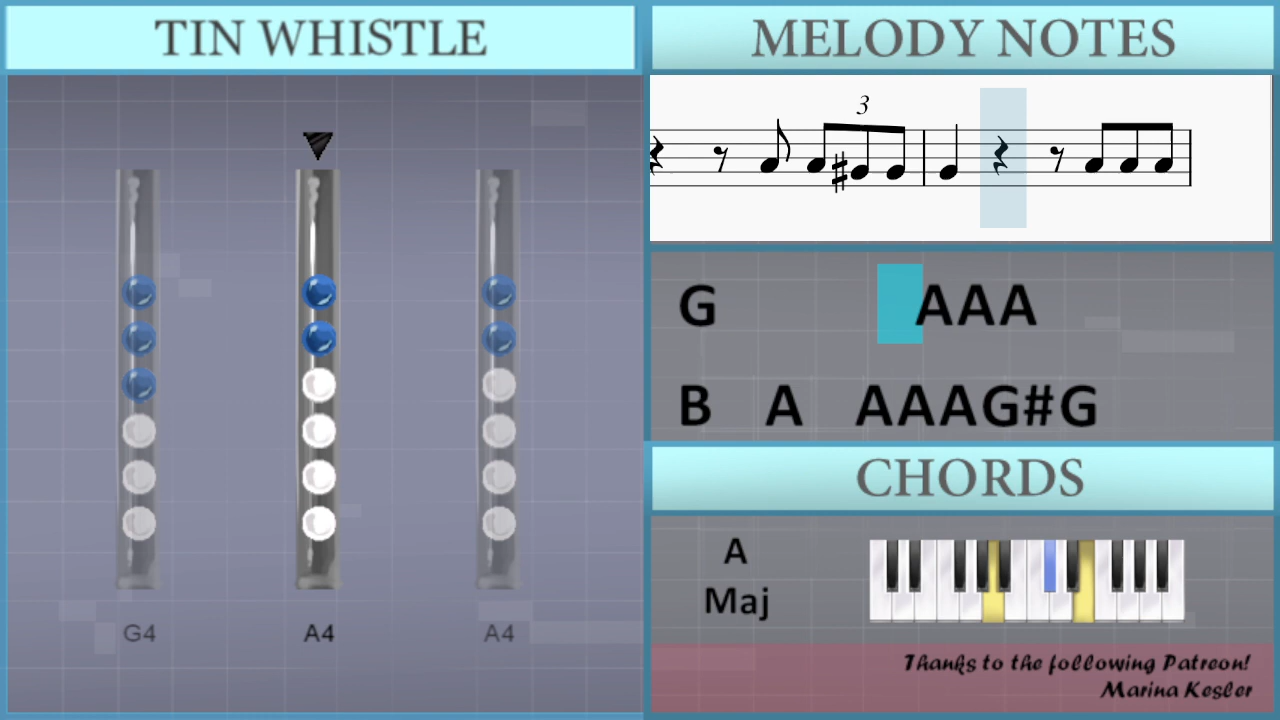 TIN WHISTLE
G4 A4 A4
MELODY NOTES
3
G AAA
B A AAAG#G
CHORDS
A
Maj
Thanks to the following Patreon!
Marina Kesler